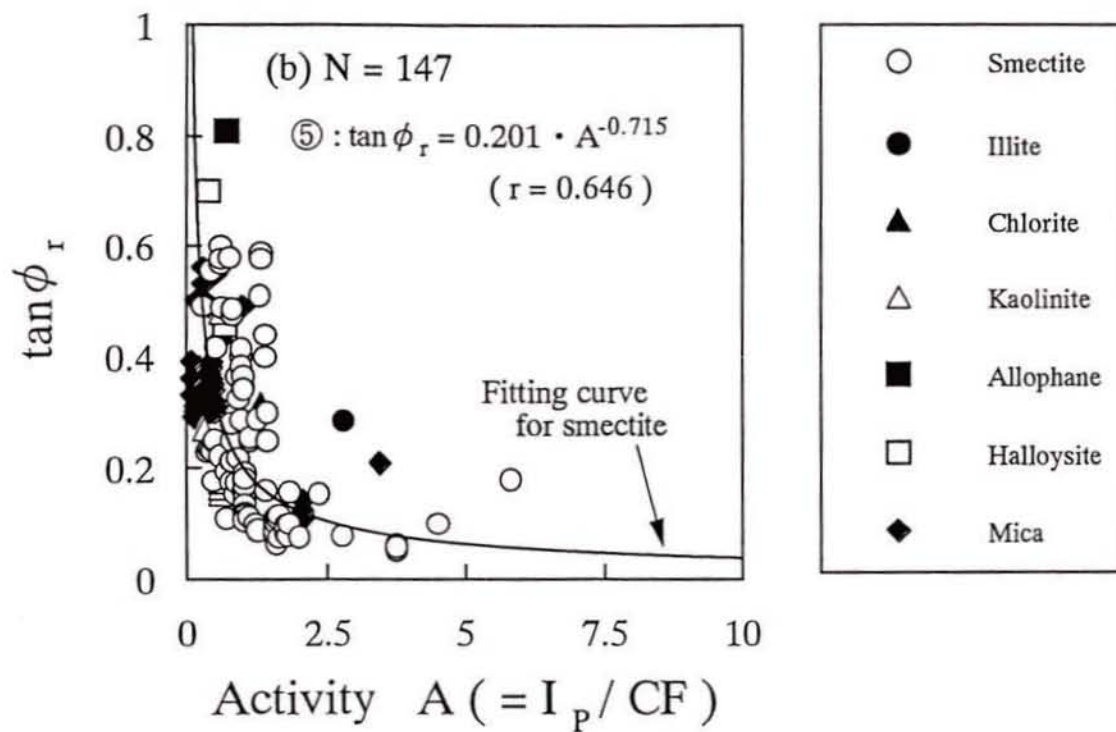 1
(b) N = 147
⑤ : tan ϕ r = 0.201 · A^-0.715
( r = 0.646 )
0.8
0.6
0.4
0.2
0
tan ϕ r
Fitting curve
for smectite
0 2.5 5 7.5 10
Activity A ( = I P / CF )
Smectite
Illite
Chlorite
Kaolinite
Allophane
Halloysite
Mica